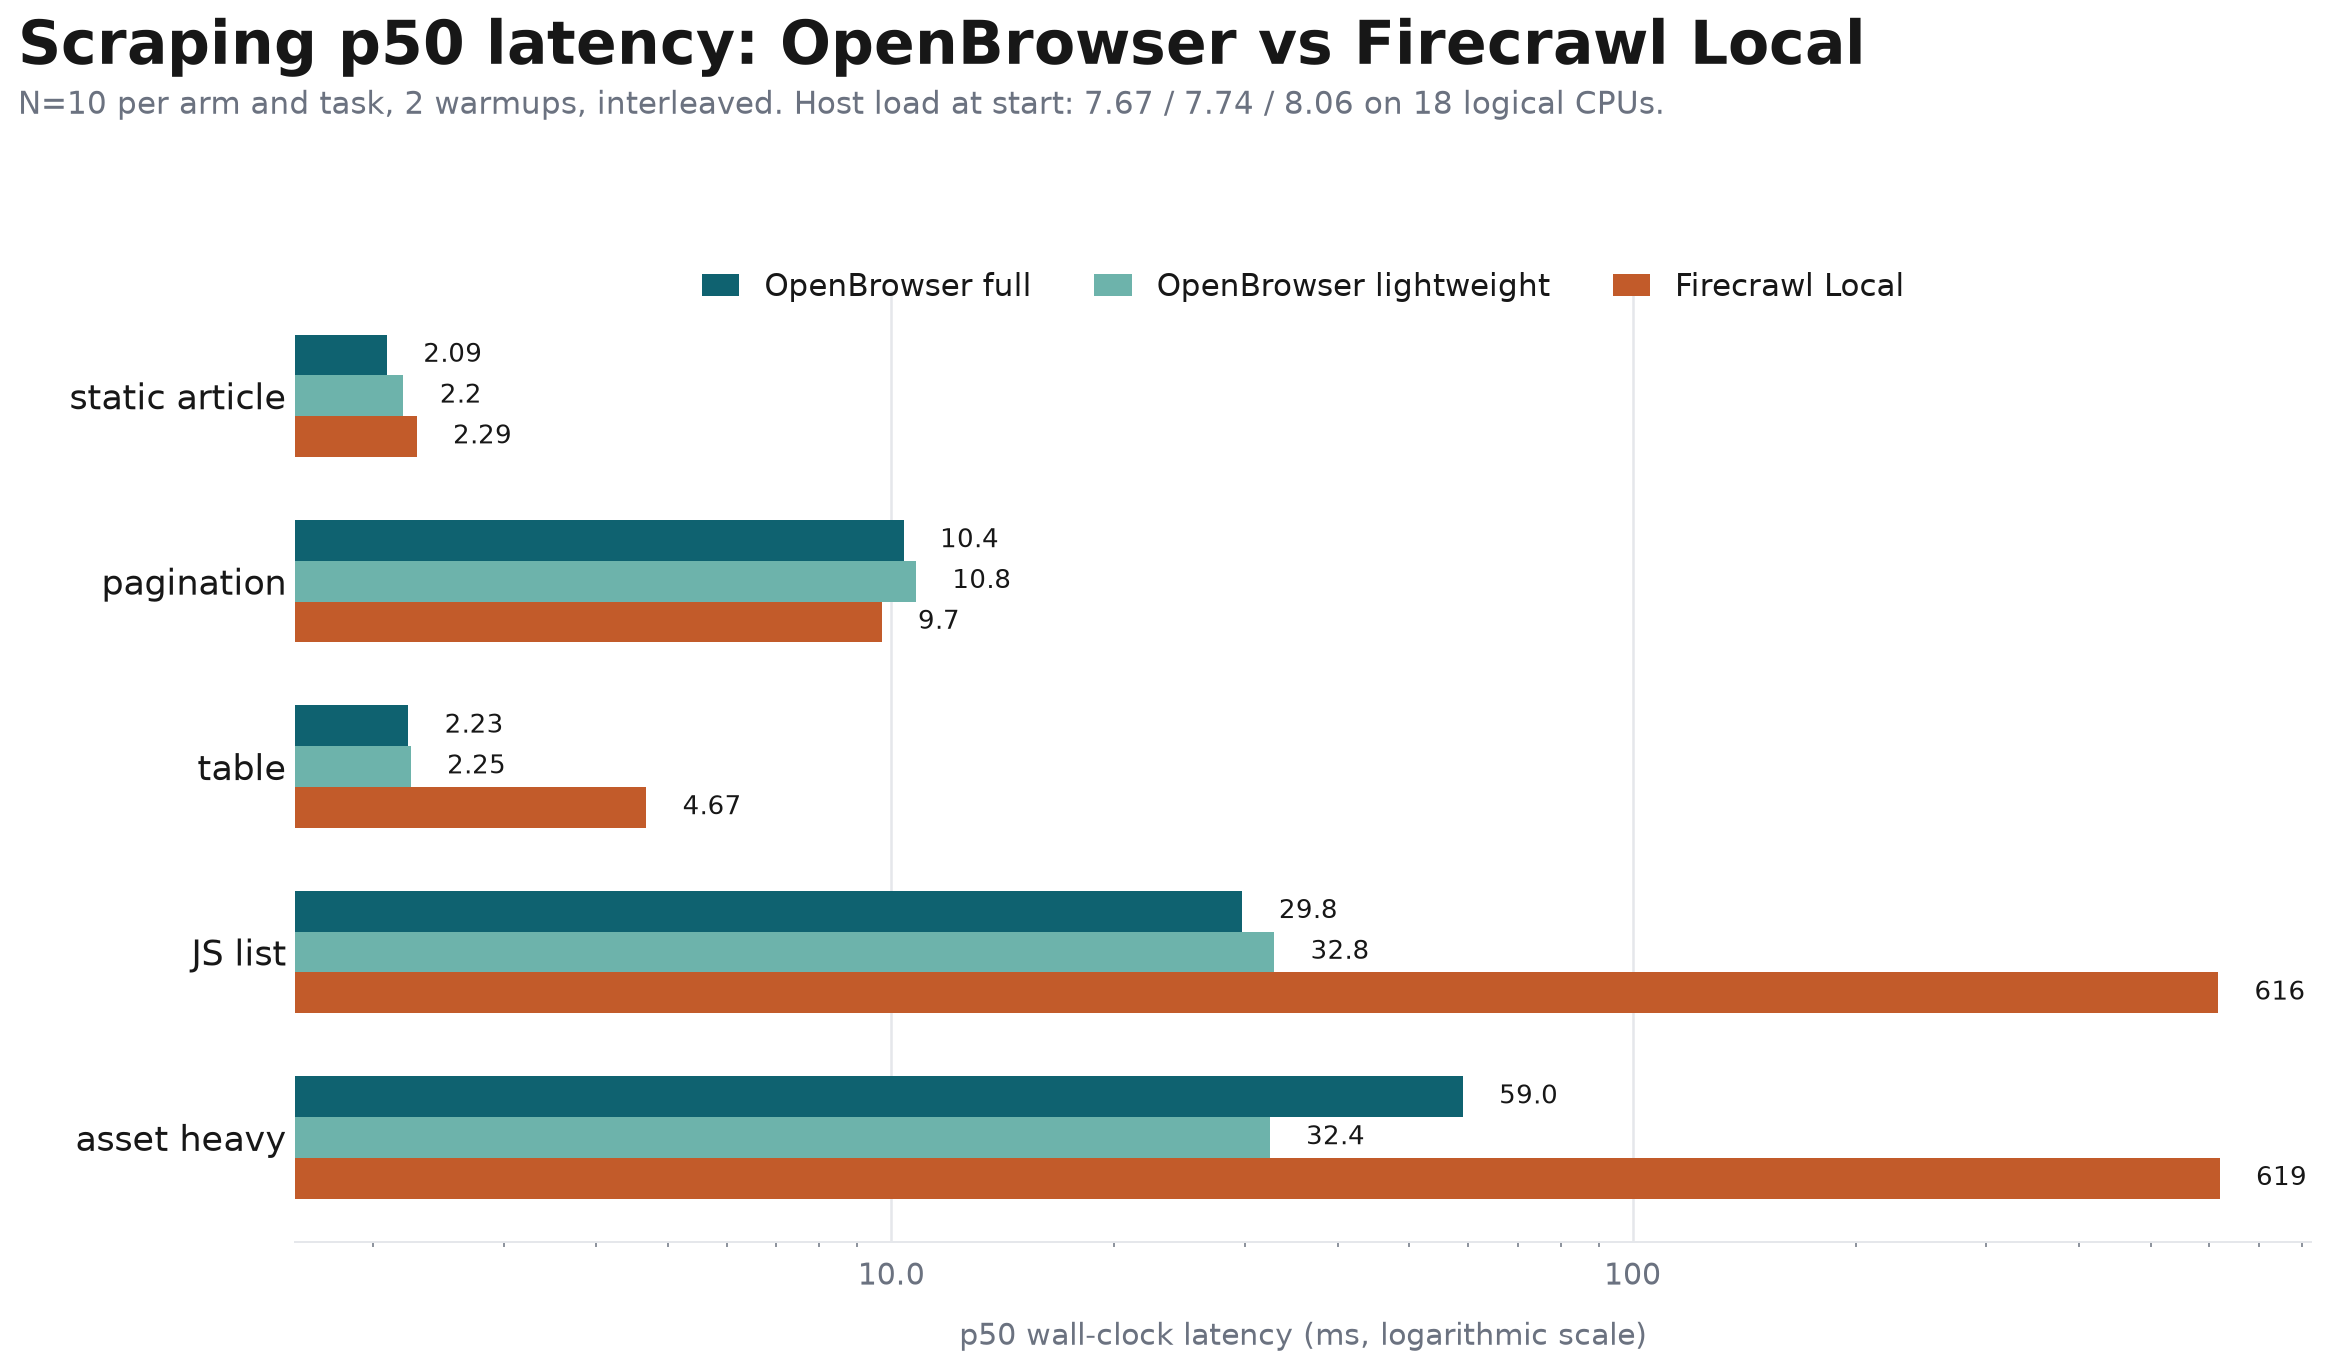 Scraping p50 latency: OpenBrowser vs Firecrawl Local
N=10 per arm and task, 2 warmups, interleaved. Host load at start: 7.67 / 7.74 / 8.06 on 18 logical CPUs.
OpenBrowser full
OpenBrowser lightweight
Firecrawl Local
static article
2.09
2.2
2.29
pagination
10.4
10.8
9.7
table
2.23
2.25
4.67
JS list
29.8
32.8
616
asset heavy
59.0
32.4
619
10.0
100
p50 wall-clock latency (ms, logarithmic scale)